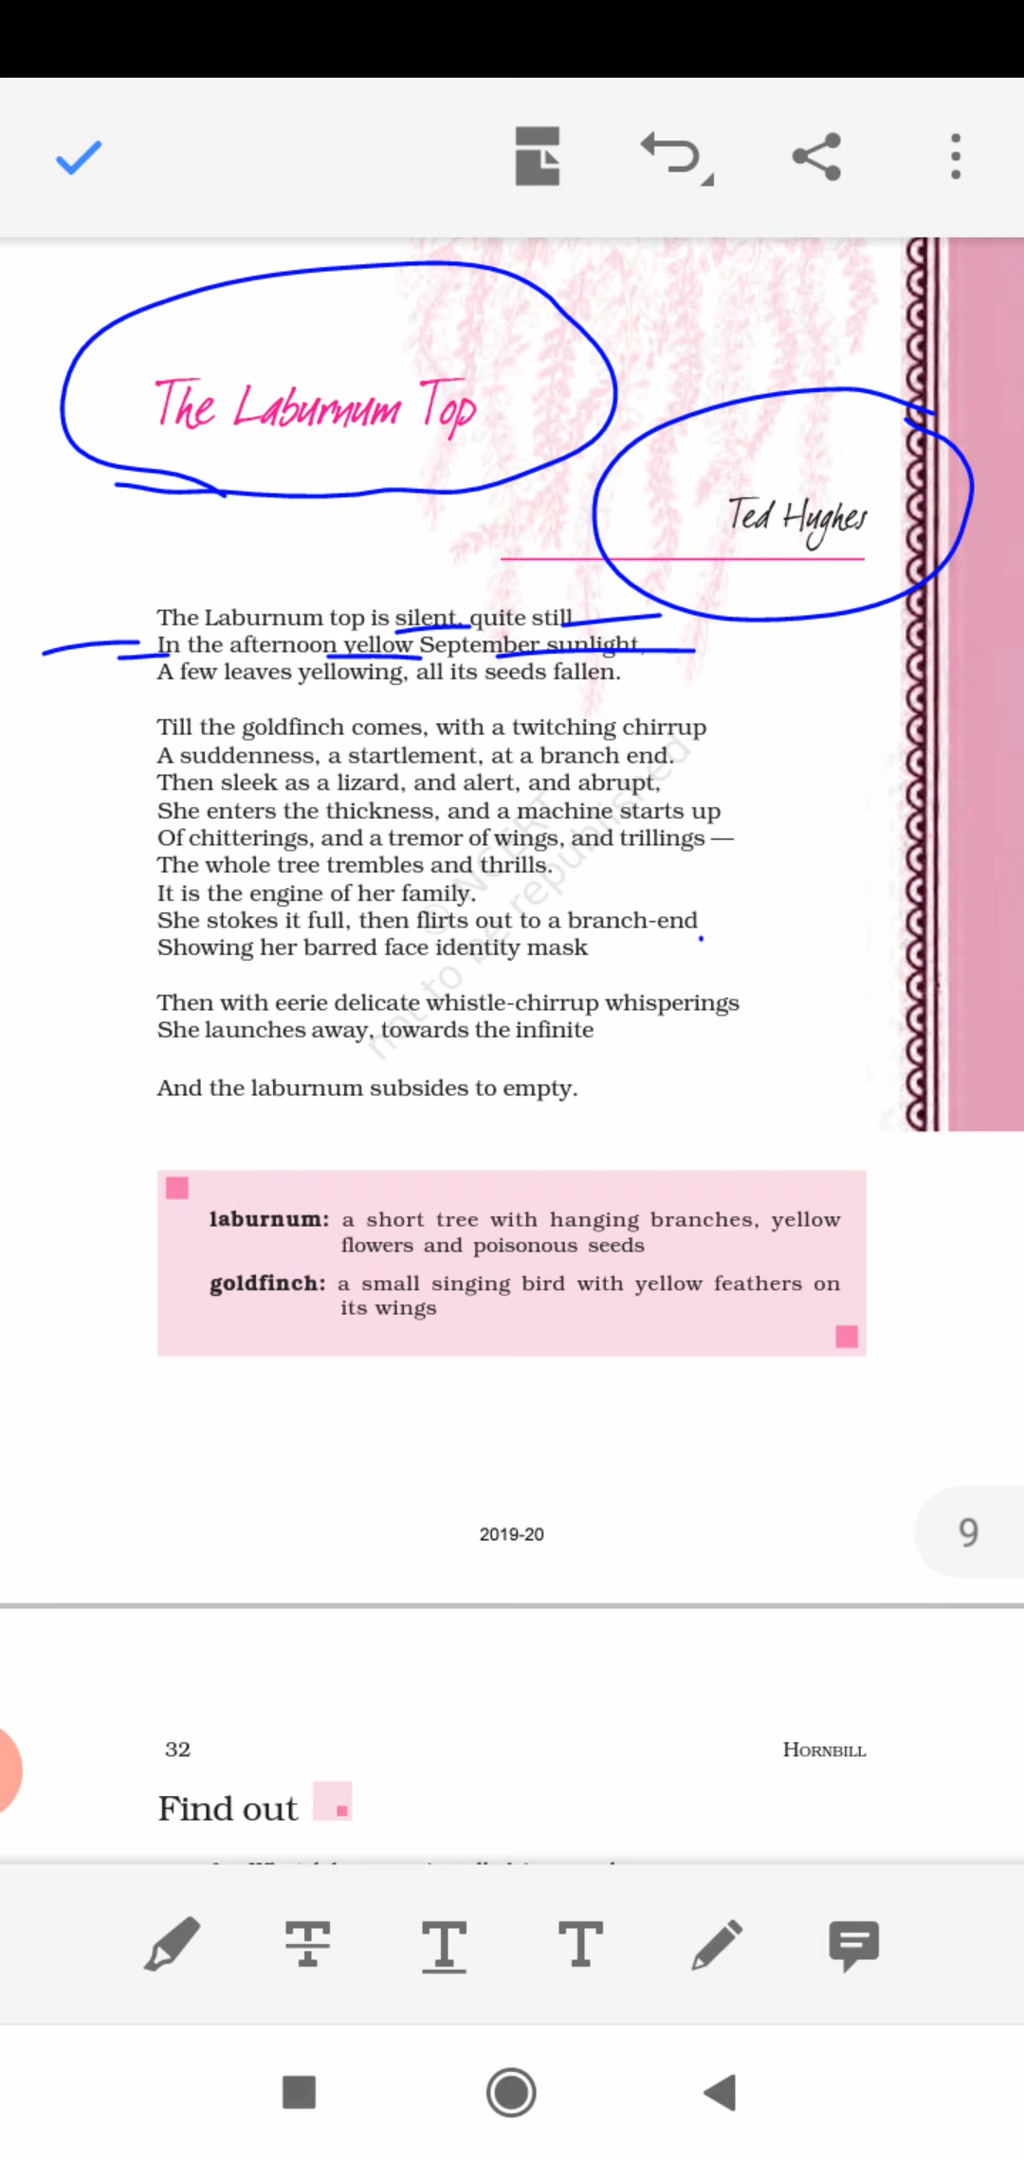 The Laburnum Top
Ted Hughes
The Laburnum top is silent, quite still
In the afternoon yellow September sunlight,
A few leaves yellowing, all its seeds fallen.
Till the goldfinch comes, with a twitching chirrup
A suddenness, a startlement, at a branch end.
Then sleek as a lizard, and alert, and abrupt,
She enters the thickness, and a machine starts up
Of chitterings, and a tremor of wings, and trillings —
The whole tree trembles and thrills.
It is the engine of her family.
She stokes it full, then flirts out to a branch-end
Showing her barred face identity mask
Then with eerie delicate whistle-chirrup whisperings
She launches away, towards the infinite
And the laburnum subsides to empty.
© NCERT
not to be republished
laburnum: a short tree with hanging branches, yellow
flowers and poisonous seeds
goldfinch: a small singing bird with yellow feathers on
its wings
2019-20
9
32
HORNBILL
Find out